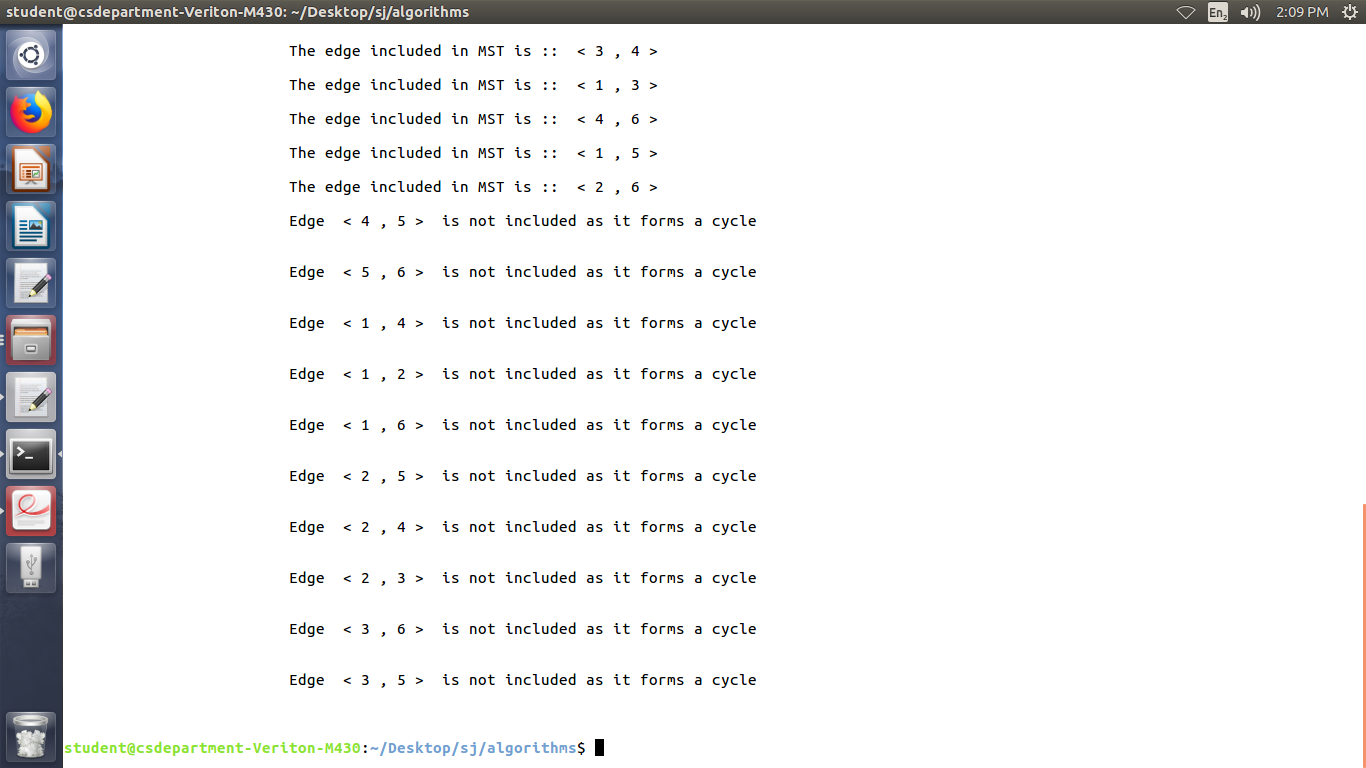 student@csdepartment-Veriton-M430: ~/Desktop/sj/algorithms
En2
2:09 PM
The edge included in MST is ::  < 3 , 4 >
The edge included in MST is ::  < 1 , 3 >
The edge included in MST is ::  < 4 , 6 >
The edge included in MST is ::  < 1 , 5 >
The edge included in MST is ::  < 2 , 6 >
Edge  < 4 , 5 >  is not included as it forms a cycle
Edge  < 5 , 6 >  is not included as it forms a cycle
Edge  < 1 , 4 >  is not included as it forms a cycle
Edge  < 1 , 2 >  is not included as it forms a cycle
Edge  < 1 , 6 >  is not included as it forms a cycle
Edge  < 2 , 5 >  is not included as it forms a cycle
Edge  < 2 , 4 >  is not included as it forms a cycle
Edge  < 2 , 3 >  is not included as it forms a cycle
Edge  < 3 , 6 >  is not included as it forms a cycle
Edge  < 3 , 5 >  is not included as it forms a cycle
student@csdepartment-Veriton-M430:~/Desktop/sj/algorithms$